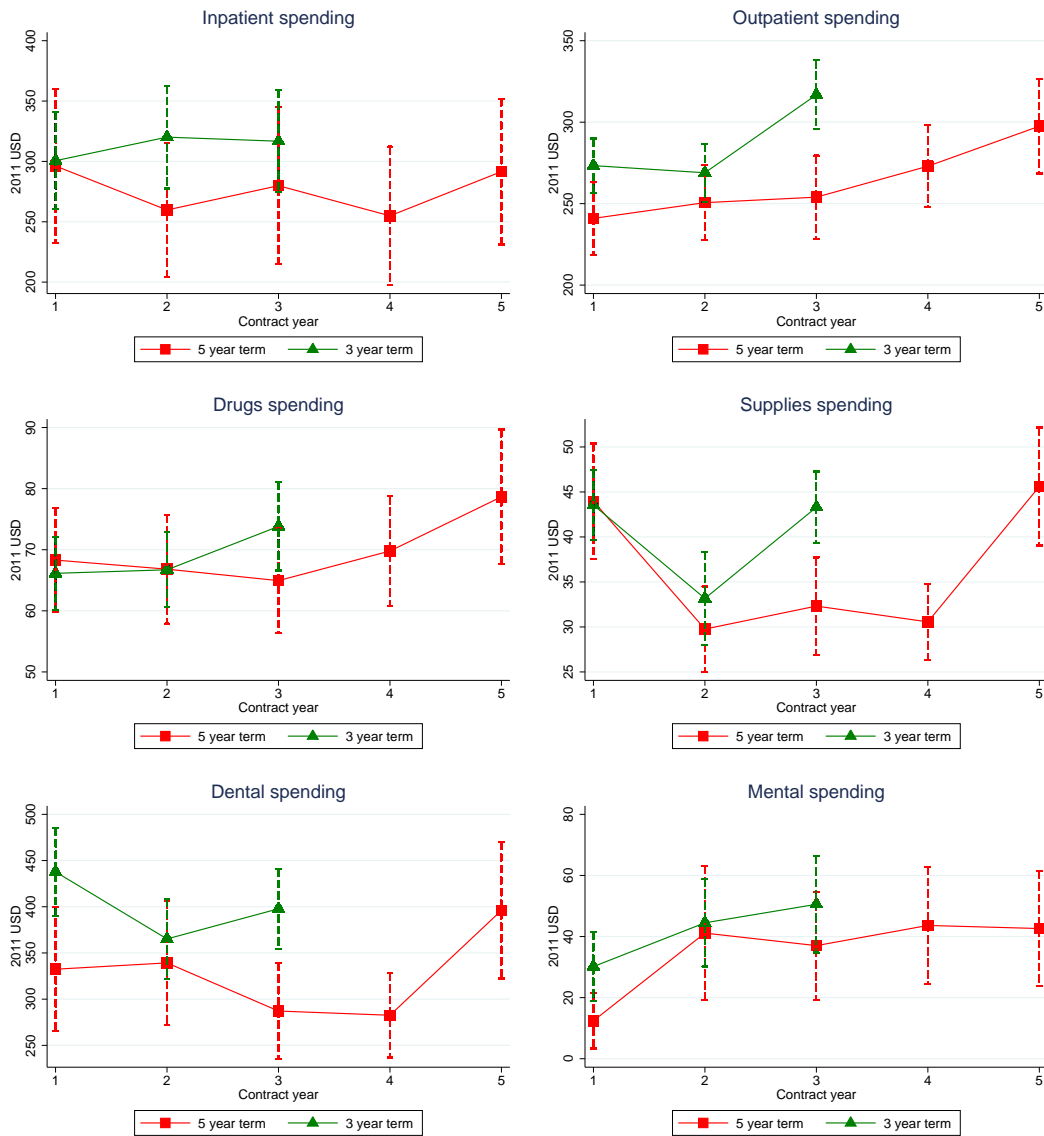 Inpatient spending
400
350
300
250
200
2011 USD
1 2 3 4 5
Contract year
5 year term 3 year term
Outpatient spending
350
300
250
200
2011 USD
1 2 3 4 5
Contract year
5 year term 3 year term
Drugs spending
90
80
70
60
50
2011 USD
1 2 3 4 5
Contract year
5 year term 3 year term
Supplies spending
50
45
40
35
30
25
2011 USD
1 2 3 4 5
Contract year
5 year term 3 year term
Dental spending
500
450
400
350
300
250
2011 USD
1 2 3 4 5
Contract year
5 year term 3 year term
Mental spending
80
60
40
20
0
2011 USD
1 2 3 4 5
Contract year
5 year term 3 year term